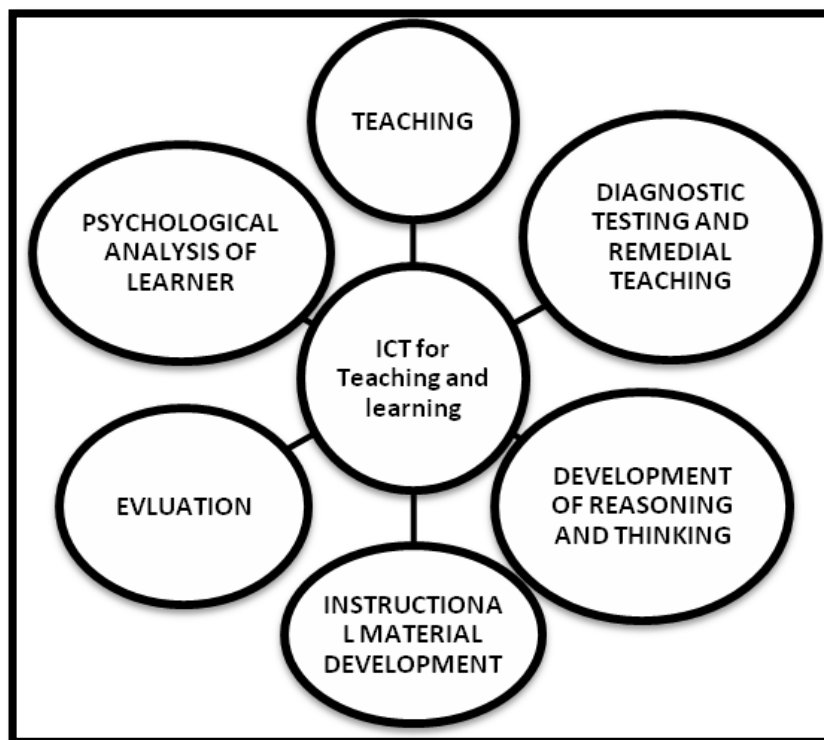 TEACHING
DIAGNOSTIC
TESTING AND
REMEDIAL
TEACHING
PSYCHOLOGICAL
ANALYSIS OF
LEARNER
ICT for
Teaching and
learning
DEVELOPMENT
OF REASONING
AND THINKING
EVLUATION
INSTRUCTIONA
L MATERIAL
DEVELOPMENT